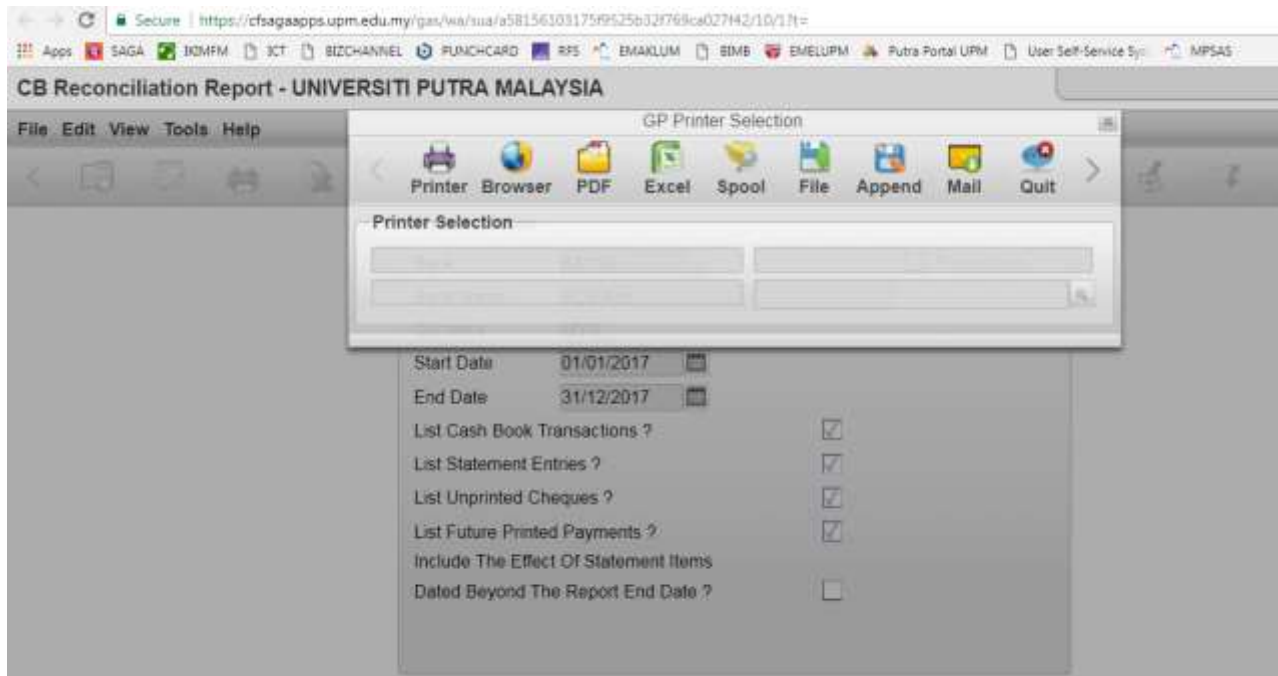 Secure | https://cfsagaapps.upm.edu.my/gas/wa/sua/a58156103175f9525b32f769ca027f42/10/1?t=
Apps SAGA IKIMFM ICT BIZCHANNEL PUNCHCARD RFS EMAKLUM BIMB EMELUPM Putra Portal UPM User Self-Service Sy MPSAS
CB Reconciliation Report - UNIVERSITI PUTRA MALAYSIA
File Edit View Tools Help
GP Printer Selection
Printer Browser PDF Excel Spool File Append Mail Quit
Printer Selection
Start Date 01/01/2017
End Date 31/12/2017
List Cash Book Transactions ?
List Statement Entries ?
List Unprinted Cheques ?
List Future Printed Payments ?
Include The Effect Of Statement Items
Dated Beyond The Report End Date ?